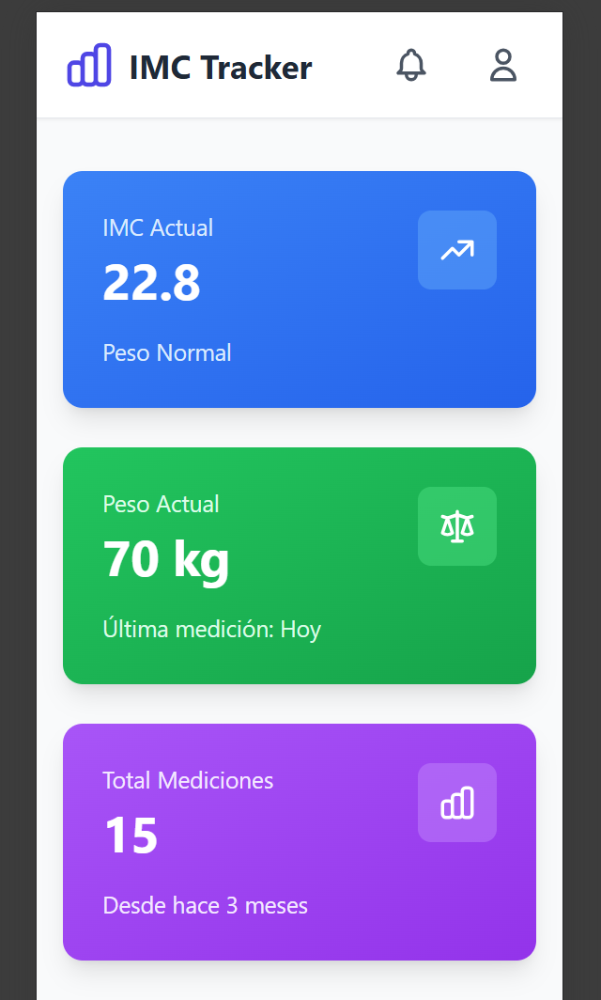 IMC Tracker
IMC Actual
22.8
Peso Normal
Peso Actual
70 kg
Última medición: Hoy
Total Mediciones
15
Desde hace 3 meses